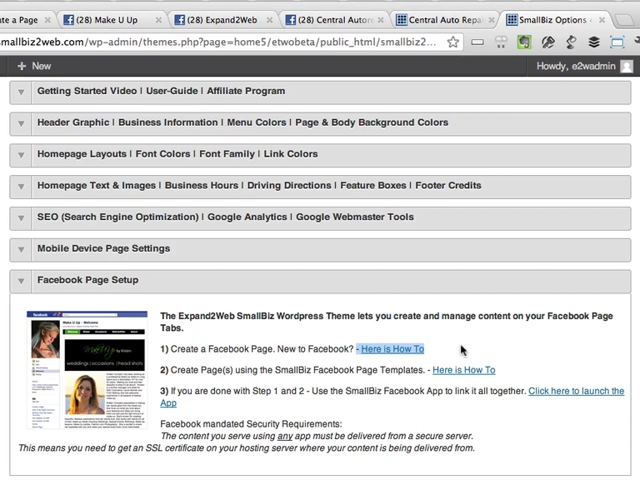 te a Page
(28) Make U Up
(28) Expand2Web
(28) Central Autom
Central Auto Repai
SmallBiz Options ‹
smallbiz2web.com/wp-admin/themes.php?page=home5/etwobeta/public_html/smallbiz2...
+ New
Howdy, e2wadmin
Getting Started Video | User-Guide | Affiliate Program
Header Graphic | Business Information | Menu Colors | Page & Body Background Colors
Homepage Layouts | Font Colors | Font Family | Link Colors
Homepage Text & Images | Business Hours | Driving Directions | Feature Boxes | Footer Credits
SEO (Search Engine Optimization) | Google Analytics | Google Webmaster Tools
Mobile Device Page Settings
Facebook Page Setup
The Expand2Web SmallBiz Wordpress Theme lets you create and manage content on your Facebook Page
Tabs.
1) Create a Facebook Page. New to Facebook? - Here is How To
2) Create Page(s) using the SmallBiz Facebook Page Templates. - Here is How To
3) If you are done with Step 1 and 2 - Use the SmallBiz Facebook App to link it all together. Click here to launch the
App
Facebook mandated Security Requirements:
The content you serve using any app must be delivered from a secure server.
This means you need to get an SSL certificate on your hosting server where your content is being delivered from.